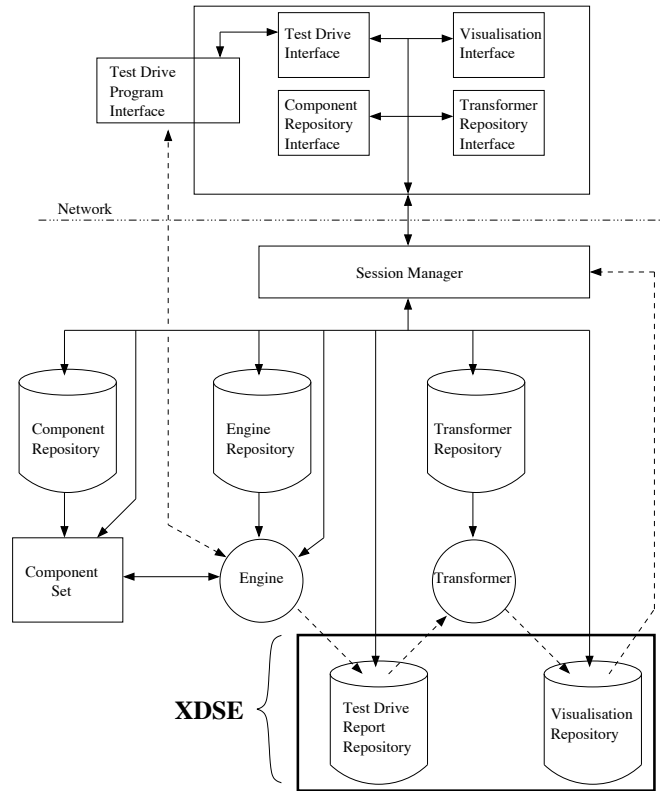 Test Drive
Interface
Visualisation
Interface
Test Drive
Program
Interface
Component
Repository
Interface
Transformer
Repository
Interface
Network
Session Manager
Component
Repository
Engine
Repository
Transformer
Repository
Component
Set
Engine
Transformer
XDSE
Test Drive
Report
Repository
Visualisation
Repository